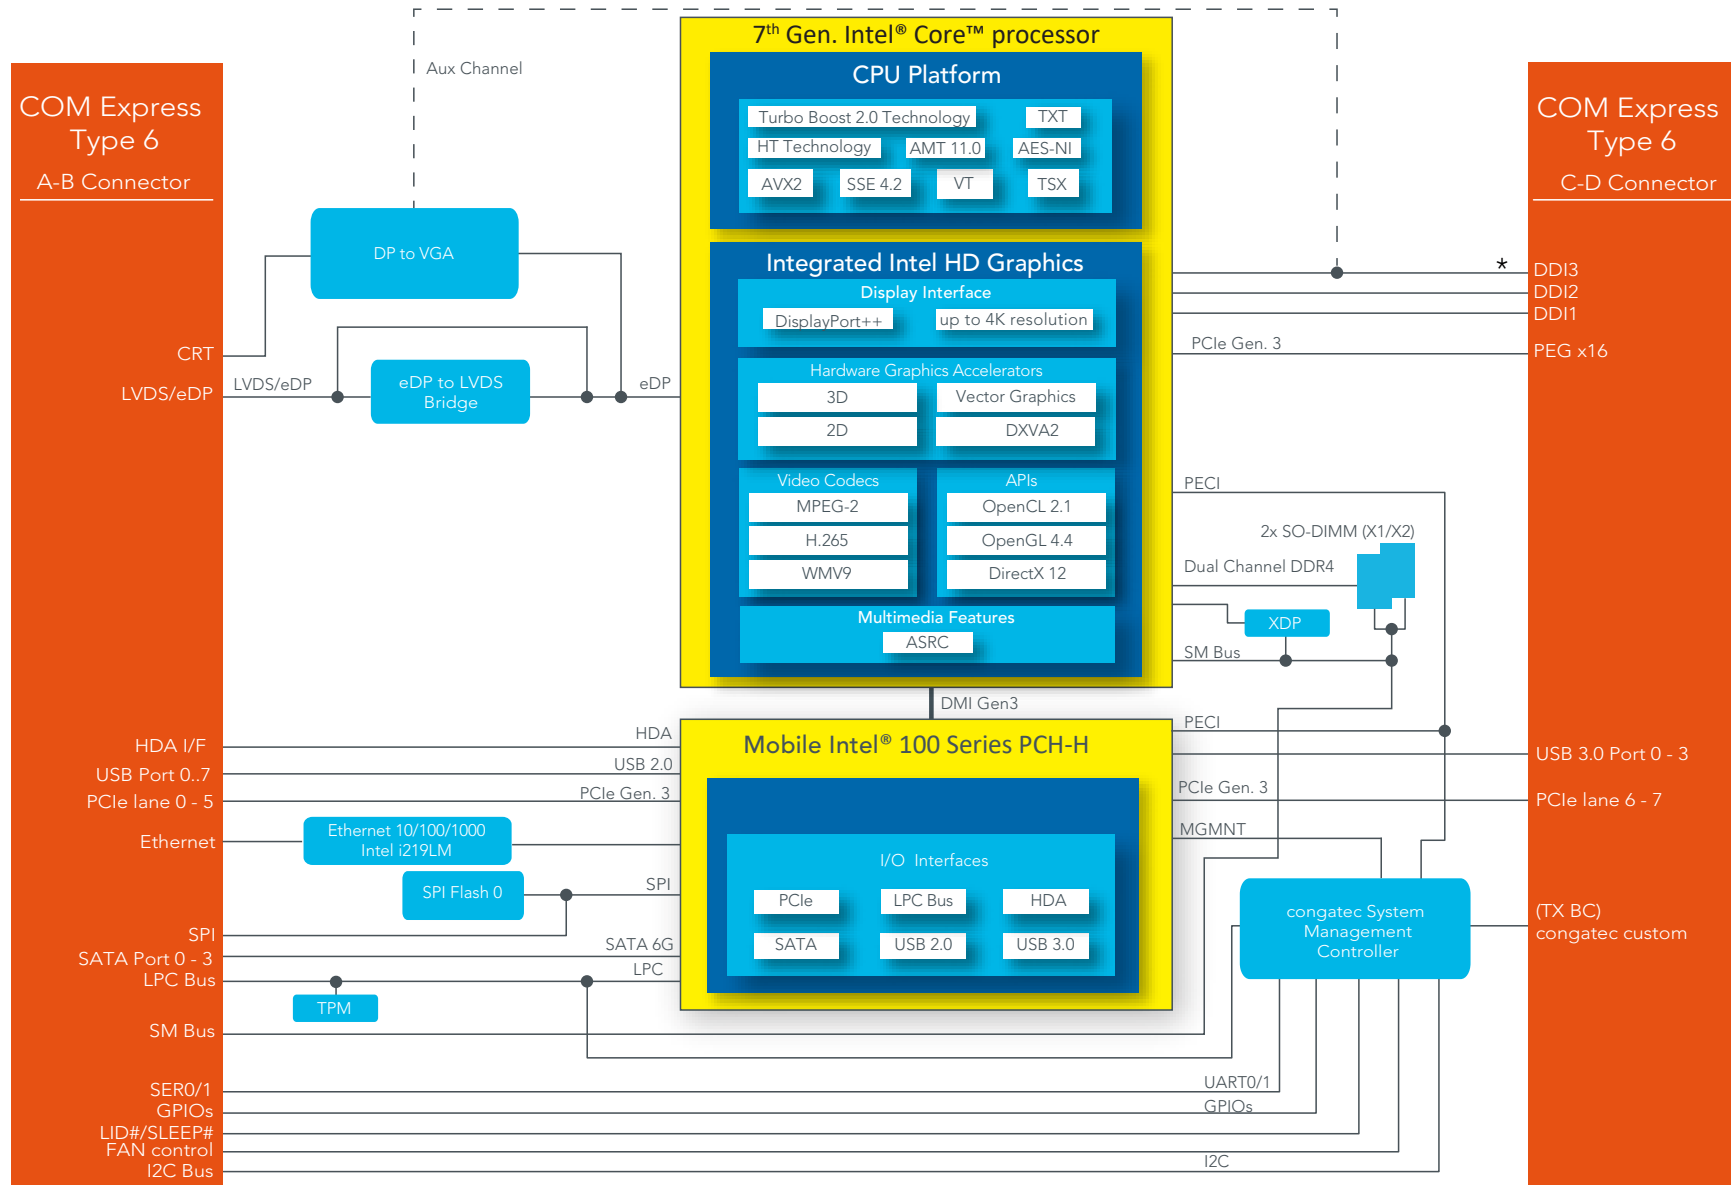 7th Gen. Intel® Core™ processor
CPU Platform
Turbo Boost 2.0 Technology
TXT
HT Technology
AMT 11.0
AES-NI
AVX2
SSE 4.2
VT
TSX
Integrated Intel HD Graphics
Display Interface
DisplayPort++
up to 4K resolution
Hardware Graphics Accelerators
3D
Vector Graphics
2D
DXVA2
Video Codecs
MPEG-2
H.265
WMV9
APIs
OpenCL 2.1
OpenGL 4.4
DirectX 12
Multimedia Features
ASRC
DMI Gen3
Mobile Intel® 100 Series PCH-H
I/O Interfaces
PCIe
LPC Bus
HDA
SATA
USB 2.0
USB 3.0
COM Express
Type 6
A-B Connector
CRT
LVDS/eDP
HDA I/F
USB Port 0..7
PCIe lane 0 - 5
Ethernet
SPI
SATA Port 0 - 3
LPC Bus
SM Bus
SER0/1
GPIOs
LID#/SLEEP#
FAN control
I2C Bus
Aux Channel
DP to VGA
LVDS/eDP
eDP to LVDS
Bridge
eDP
HDA
USB 2.0
PCIe Gen. 3
Ethernet 10/100/1000
Intel i219LM
SPI Flash 0
SPI
SATA 6G
LPC
TPM
PCIe Gen. 3
PECI
2x SO-DIMM (X1/X2)
Dual Channel DDR4
XDP
SM Bus
PECI
PCIe Gen. 3
MGMNT
congatec System
Management
Controller
UART0/1
GPIOs
I2C
COM Express
Type 6
C-D Connector
*
DDI3
DDI2
DDI1
PEG x16
USB 3.0 Port 0 - 3
PCIe lane 6 - 7
(TX BC)
congatec custom